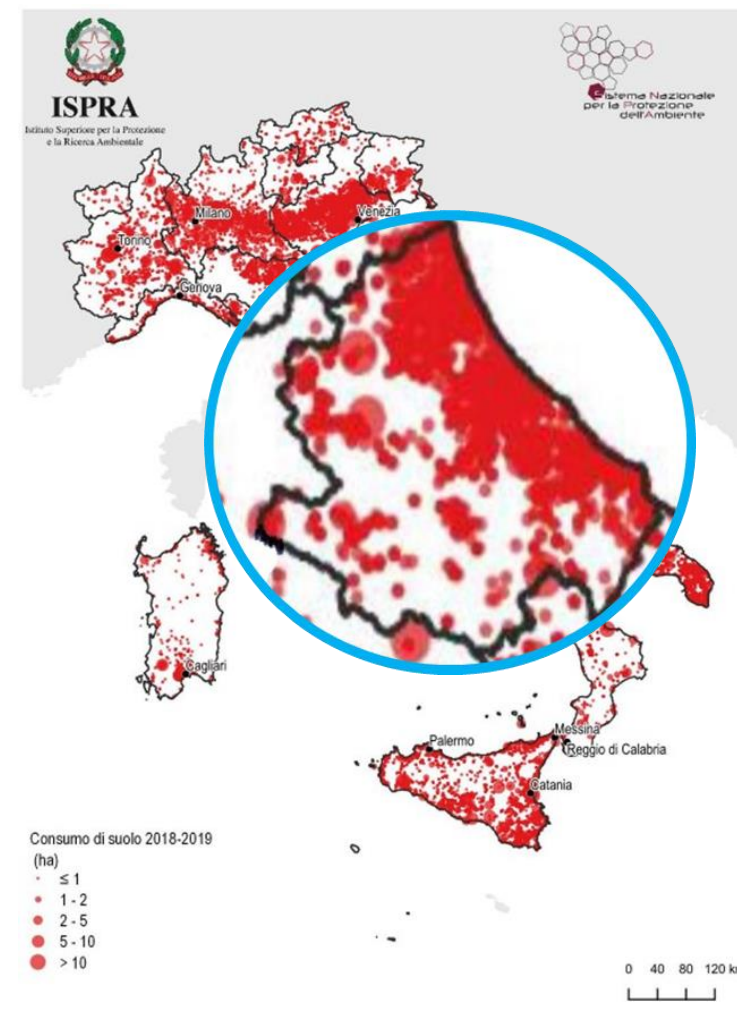 ISPRA
Istituto Superiore per la Protezione
e la Ricerca Ambientale
Sistema Nazionale
per la Protezione
dell'Ambiente
Milano
Venezia
Torino
Genova
Cagliari
Messina
Palermo
Reggio di Calabria
Catania
Consumo di suolo 2018-2019
(ha)
≤ 1
1 - 2
2 - 5
5 - 10
> 10
0 40 80 120